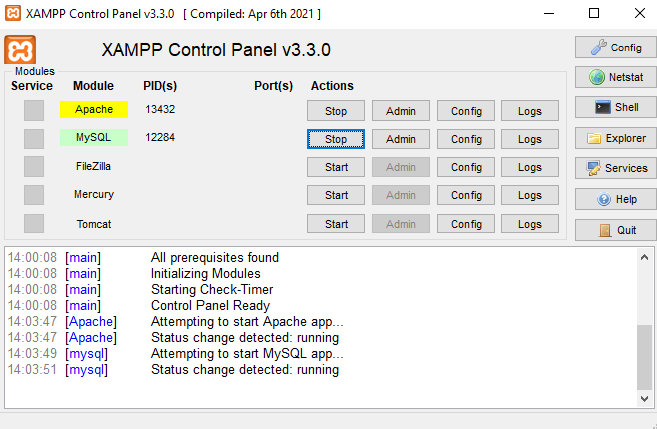 XAMPP Control Panel v3.3.0 [ Compiled: Apr 6th 2021 ]
XAMPP Control Panel v3.3.0
Config
Modules
Service Module PID(s) Port(s) Actions
Netstat
Apache 13432 Stop Admin Config Logs
Shell
MySQL 12284 Stop Admin Config Logs
Explorer
FileZilla Start Admin Config Logs
Services
Mercury Start Admin Config Logs
Help
Tomcat Start Admin Config Logs
Quit
14:00:08 [main] All prerequisites found
14:00:08 [main] Initializing Modules
14:00:08 [main] Starting Check-Timer
14:00:08 [main] Control Panel Ready
14:03:47 [Apache] Attempting to start Apache app...
14:03:47 [Apache] Status change detected: running
14:03:49 [mysql] Attempting to start MySQL app...
14:03:51 [mysql] Status change detected: running